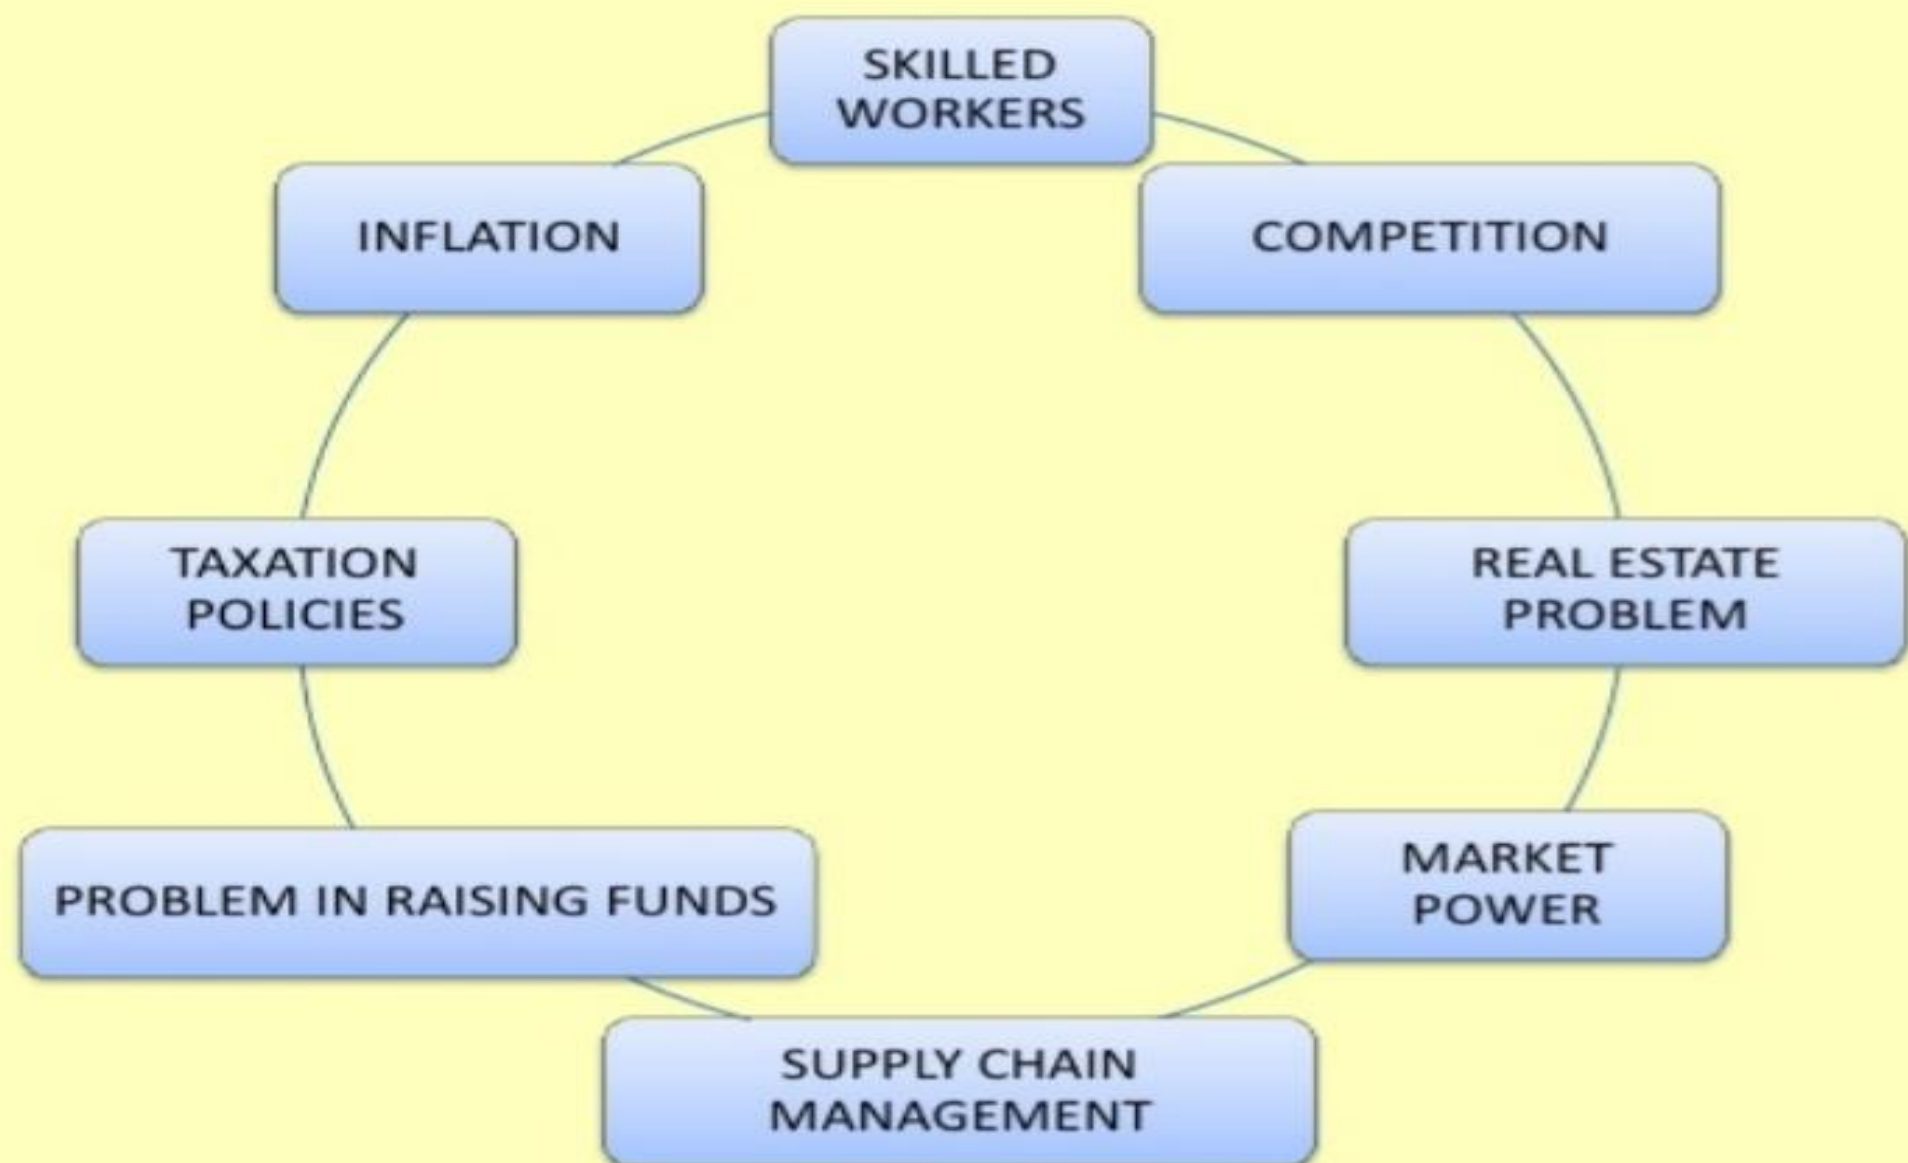 SKILLED
WORKERS
INFLATION
COMPETITION
TAXATION
POLICIES
REAL ESTATE
PROBLEM
PROBLEM IN RAISING FUNDS
MARKET
POWER
SUPPLY CHAIN
MANAGEMENT